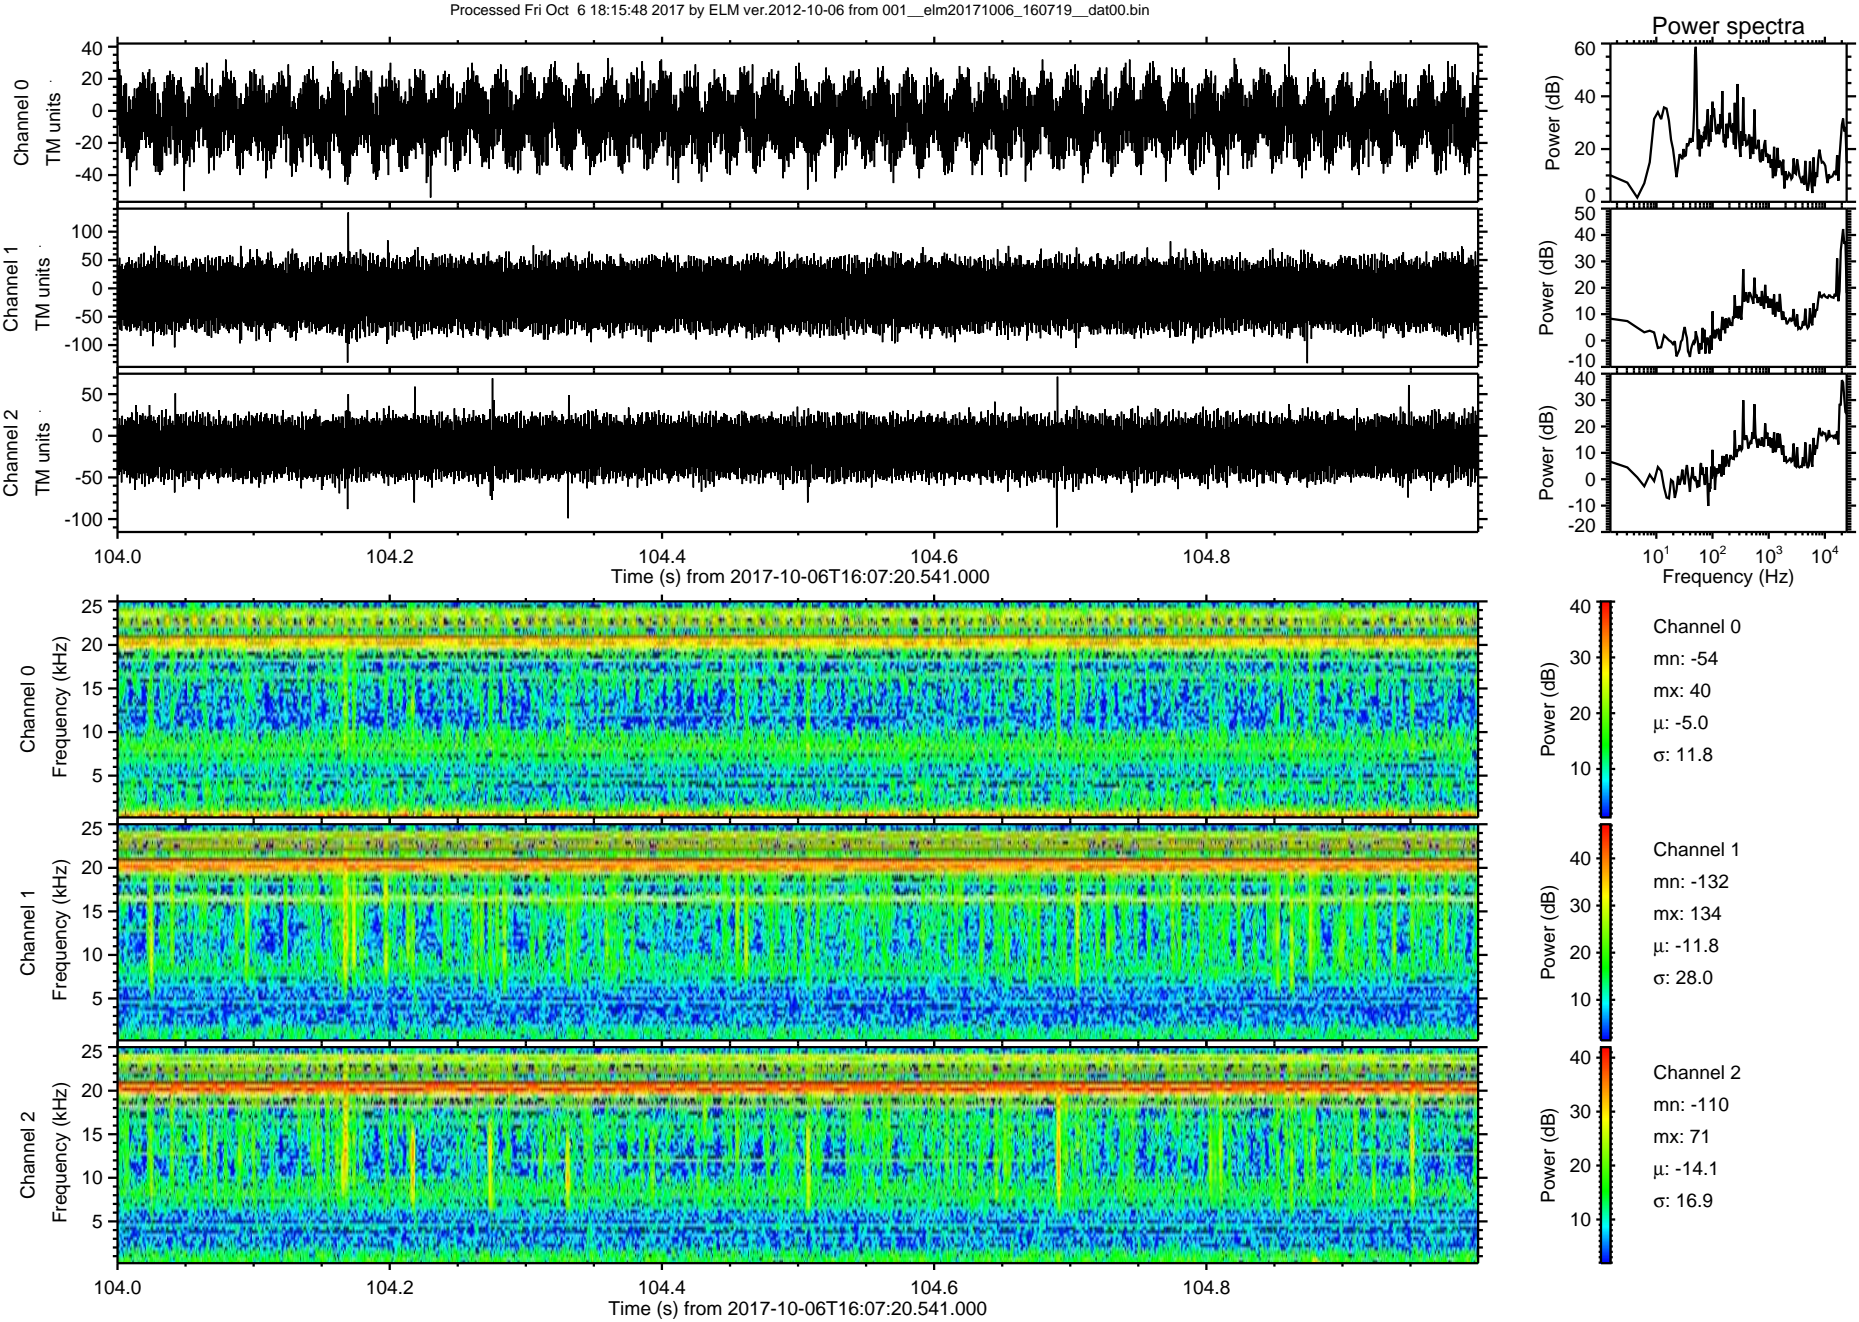 Processed Fri Oct  6 18:15:48 2017 by ELM ver.2012-10-06 from 001__elm20171006_160719__dat00.bin
Power spectra
Channel 0
TM units
40
20
0
-20
-40
Power (dB)
60
40
20
0
Channel 1
TM units
100
50
0
-50
-100
Power (dB)
50
40
30
20
10
0
-10
Channel 2
TM units
50
0
-50
-100
Power (dB)
40
30
20
10
0
-10
-20
104.0 104.2 104.4 104.6 104.8
Time (s) from 2017-10-06T16:07:20.541.000
10¹ 10² 10³ 10⁴
Frequency (Hz)
Channel 0
Frequency (kHz)
25
20
15
10
5
Power (dB)
40
30
20
10
Channel 0
mn: -54
mx: 40
μ: -5.0
σ: 11.8
Channel 1
Frequency (kHz)
25
20
15
10
5
Power (dB)
40
30
20
10
Channel 1
mn: -132
mx: 134
μ: -11.8
σ: 28.0
Channel 2
Frequency (kHz)
25
20
15
10
5
Power (dB)
40
30
20
10
Channel 2
mn: -110
mx: 71
μ: -14.1
σ: 16.9
104.0 104.2 104.4 104.6 104.8
Time (s) from 2017-10-06T16:07:20.541.000